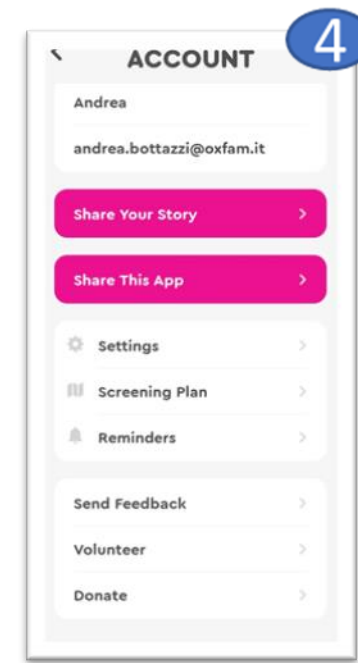 4
ACCOUNT
Andrea
andrea.bottazzi@oxfam.it
Share Your Story
Share This App
Settings
Screening Plan
Reminders
Send Feedback
Volunteer
Donate